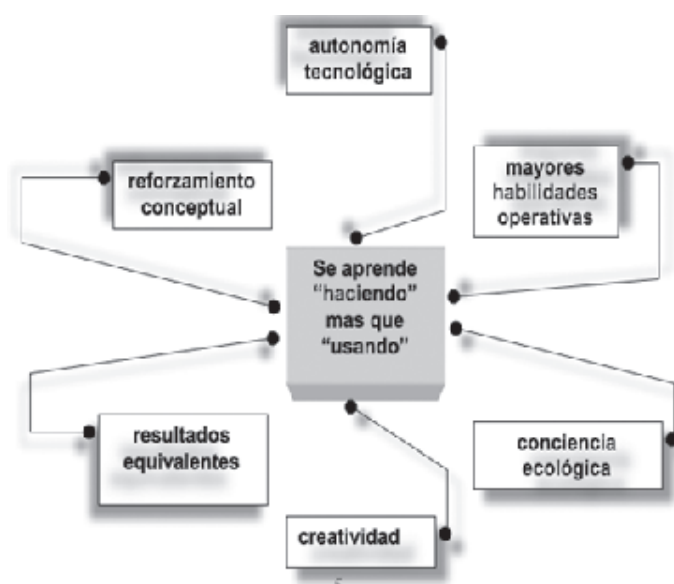 autonomía
tecnológica
reforzamiento
conceptual
mayores
habilidades
operativas
Se aprende
“haciendo”
mas que
“usando”
resultados
equivalentes
conciencia
ecológica
creatividad